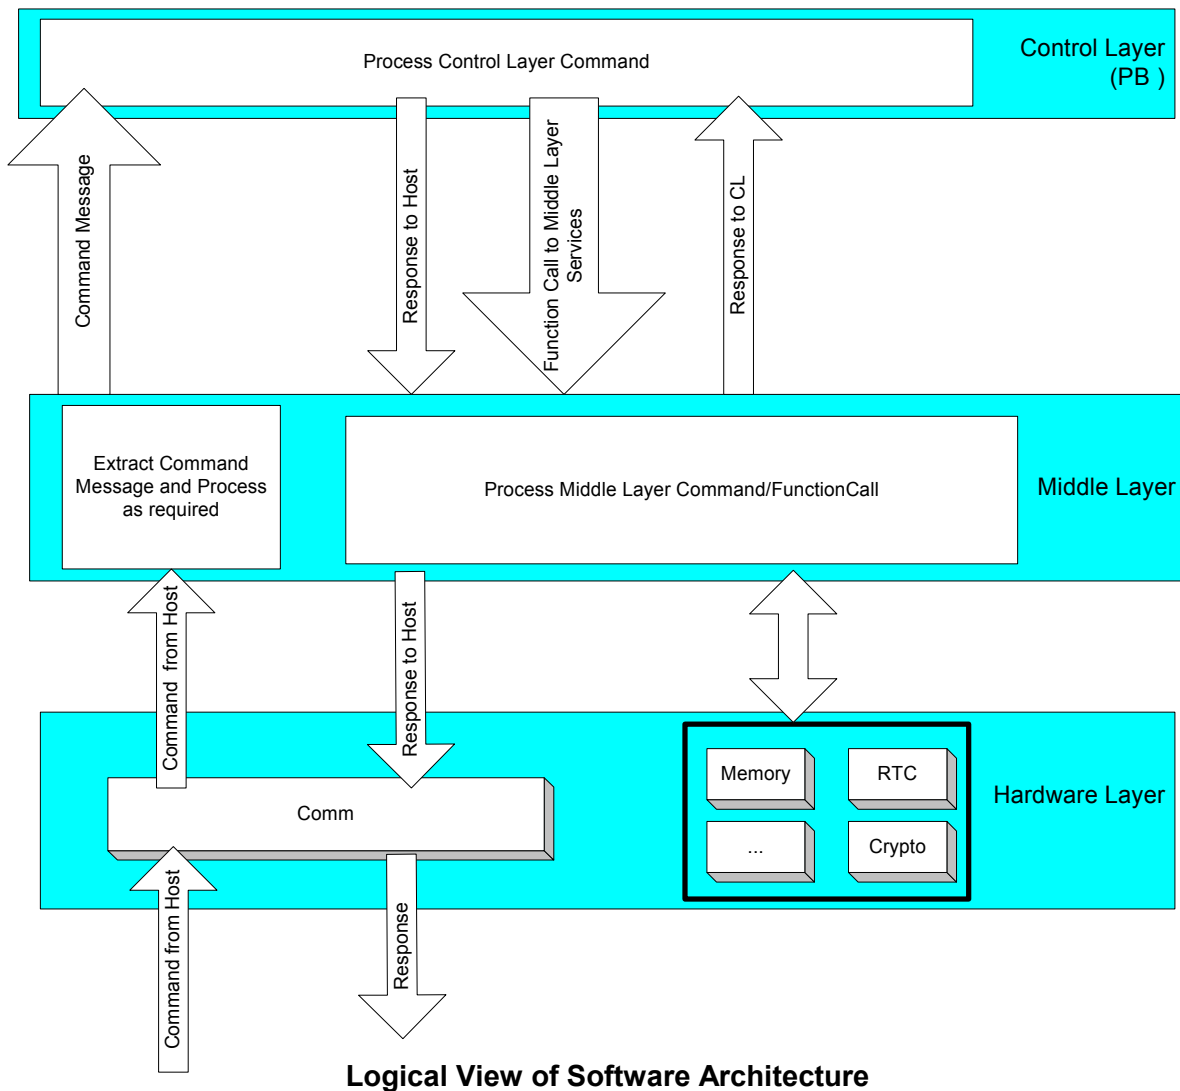 Process Control Layer Command
Control Layer
(PB )
Command Message
Response to Host
Function Call to Middle Layer
Services
Response to CL
Extract Command
Message and Process
as required
Process Middle Layer Command/FunctionCall
Middle Layer
Command from Host
Response to Host
Memory
RTC
Hardware Layer
Comm
...
Crypto
Command from Host
Response
Logical View of Software Architecture